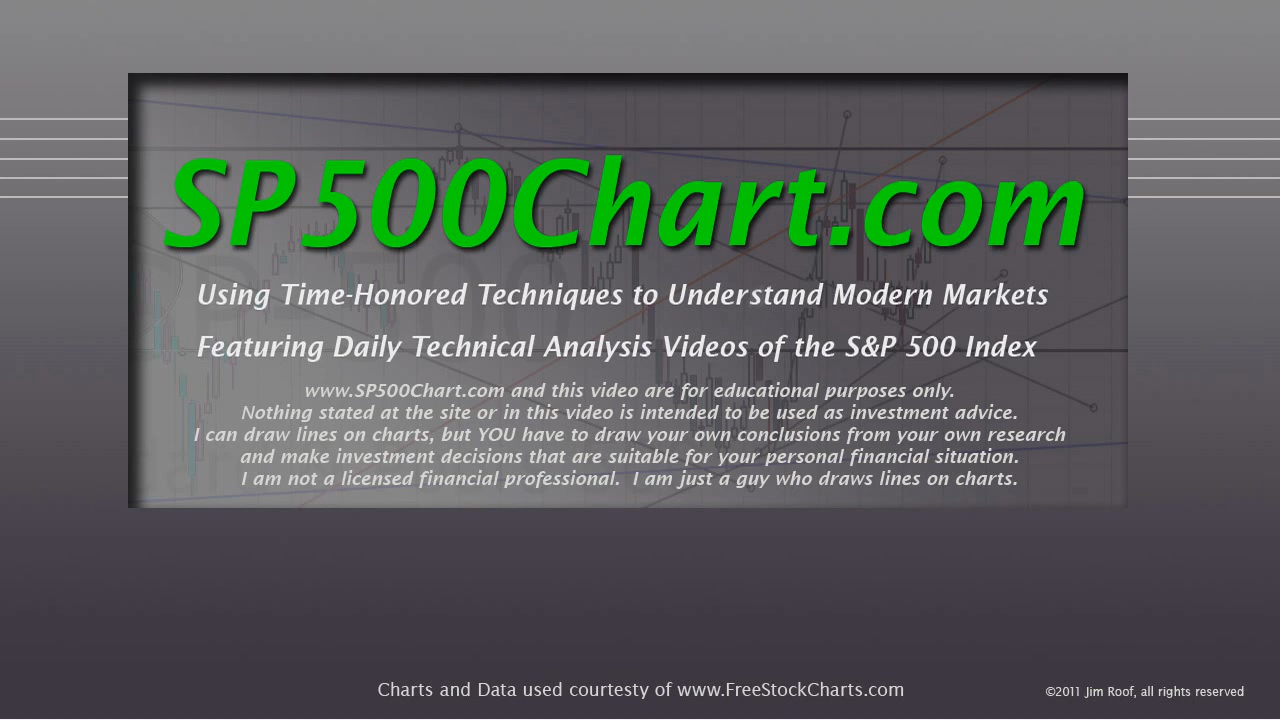 SP500Chart.com
Using Time-Honored Techniques to Understand Modern Markets
Featuring Daily Technical Analysis Videos of the S&P 500 Index
www.SP500Chart.com and this video are for educational purposes only.
Nothing stated at the site or in this video is intended to be used as investment advice.
I can draw lines on charts, but YOU have to draw your own conclusions from your own research
and make investment decisions that are suitable for your personal financial situation.
I am not a licensed financial professional.  I am just a guy who draws lines on charts.
Charts and Data used courtesty of www.FreeStockCharts.com
©2011 Jim Roof, all rights reserved